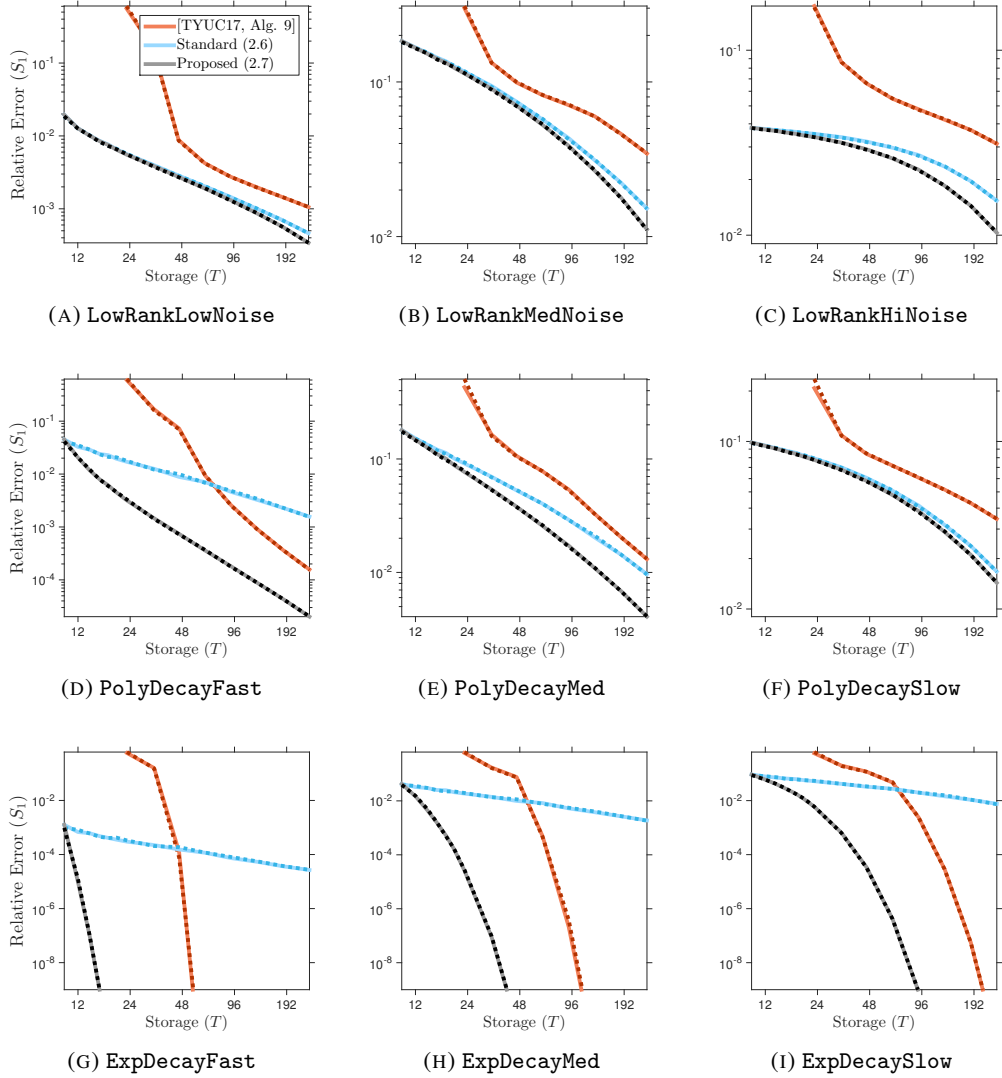 [TYUC17, Alg. 9]
Standard (2.6)
Proposed (2.7)
Relative Error (S₁)
10⁻¹
10⁻²
10⁻³
12 24 48 96 192
Storage (T)
(A) LowRankLowNoise
10⁻¹
10⁻²
12 24 48 96 192
Storage (T)
(B) LowRankMedNoise
10⁻¹
10⁻²
12 24 48 96 192
Storage (T)
(C) LowRankHiNoise
Relative Error (S₁)
10⁻¹
10⁻²
10⁻³
10⁻⁴
12 24 48 96 192
Storage (T)
(D) PolyDecayFast
10⁻¹
10⁻²
12 24 48 96 192
Storage (T)
(E) PolyDecayMed
10⁻¹
10⁻²
12 24 48 96 192
Storage (T)
(F) PolyDecaySlow
Relative Error (S₁)
10⁻²
10⁻⁴
10⁻⁶
10⁻⁸
12 24 48 96 192
Storage (T)
(G) ExpDecayFast
10⁻²
10⁻⁴
10⁻⁶
10⁻⁸
12 24 48 96 192
Storage (T)
(H) ExpDecayMed
10⁻²
10⁻⁴
10⁻⁶
10⁻⁸
12 24 48 96 192
Storage (T)
(I) ExpDecaySlow